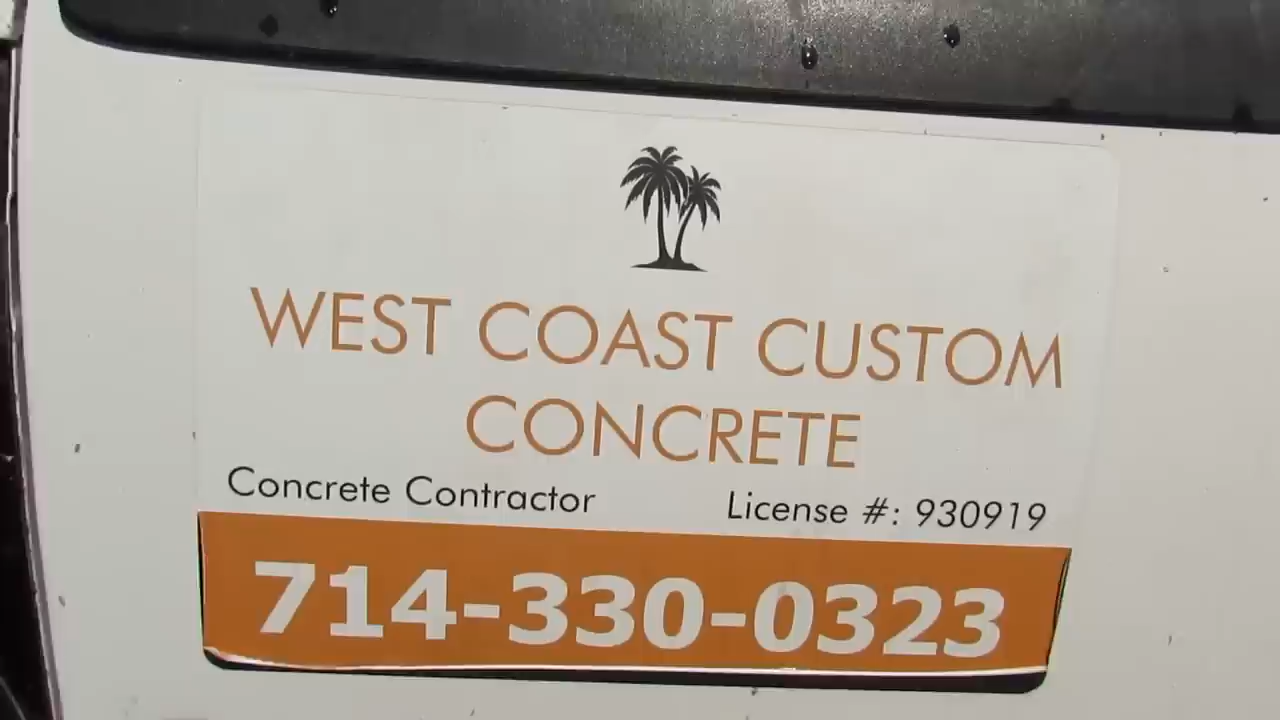 WEST COAST CUSTOM
CONCRETE
Concrete Contractor License #: 930919
714-330-0323